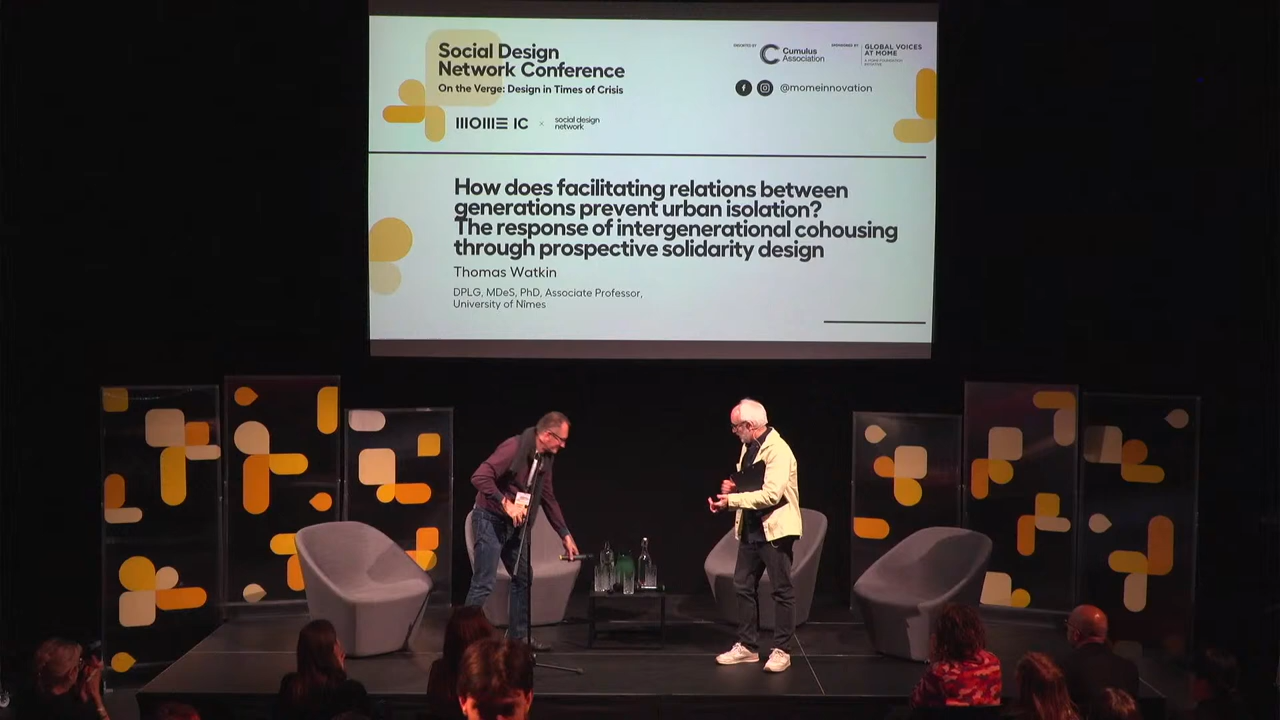 Social Design
Network Conference
On the Verge: Design in Times of Crisis
MOME IC × social design
network
Cumulus
Association
GLOBAL VOICES
AT MOME
@momeinnovation
How does facilitating relations between
generations prevent urban isolation?
The response of intergenerational cohousing
through prospective solidarity design
Thomas Watkin
DPLG, MDeS, PhD, Associate Professor,
University of Nîmes